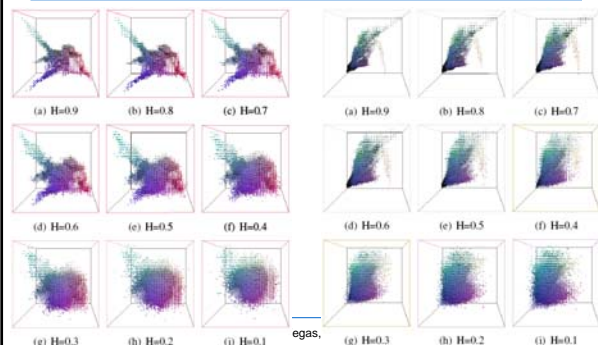 (a) H=0.9 (b) H=0.8 (c) H=0.7 (a) H=0.9 (b) H=0.8 (c) H=0.7
(d) H=0.6 (e) H=0.5 (f) H=0.4 (d) H=0.6 (e) H=0.5 (f) H=0.4
egas,
(g) H=0.3 (h) H=0.2 (i) H=0.1 (g) H=0.3 (h) H=0.2 (i) H=0.1